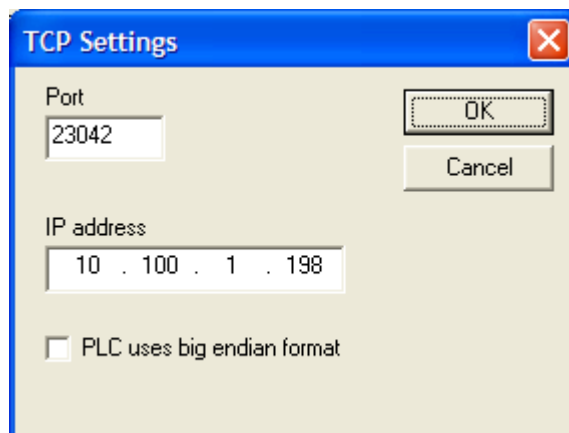 TCP Settings
Port
23042
OK
Cancel
IP address
10 . 100 . 1 . 198
PLC uses big endian format